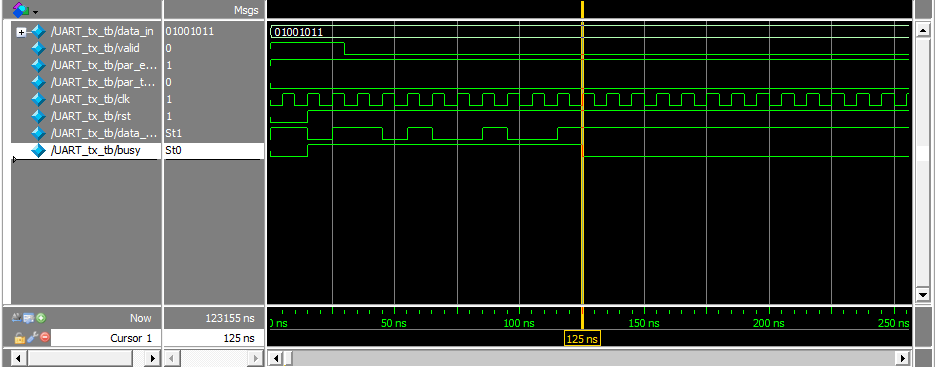 Msgs
/UART_tx_tb/data_in 01001011 01001011
/UART_tx_tb/valid 0
/UART_tx_tb/par_e... 1
/UART_tx_tb/par_t... 0
/UART_tx_tb/clk 1
/UART_tx_tb/rst 1
/UART_tx_tb/data_... St1
/UART_tx_tb/busy St0
Now 123155 ns 0 ns 50 ns 100 ns 150 ns 200 ns 250 ns
Cursor 1 125 ns 125 ns